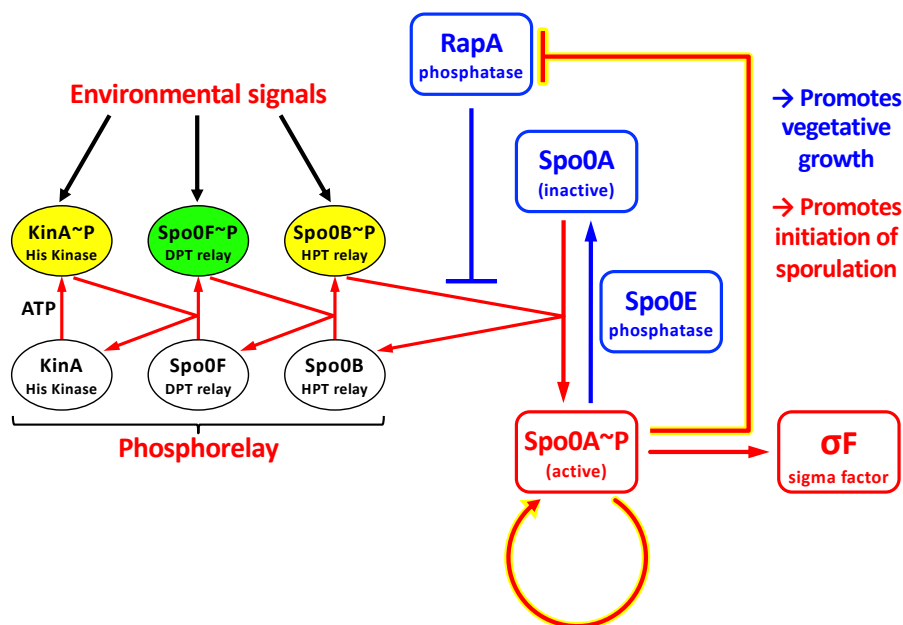 RapA
phosphatase
Environmental signals
→ Promotes
vegetative
growth
Spo0A
(inactive)
→ Promotes
initiation of
sporulation
KinA~P
His Kinase
Spo0F~P
DPT relay
Spo0B~P
HPT relay
ATP
Spo0E
phosphatase
KinA
His Kinase
Spo0F
DPT relay
Spo0B
HPT relay
Phosphorelay
Spo0A~P
(active)
σF
sigma factor